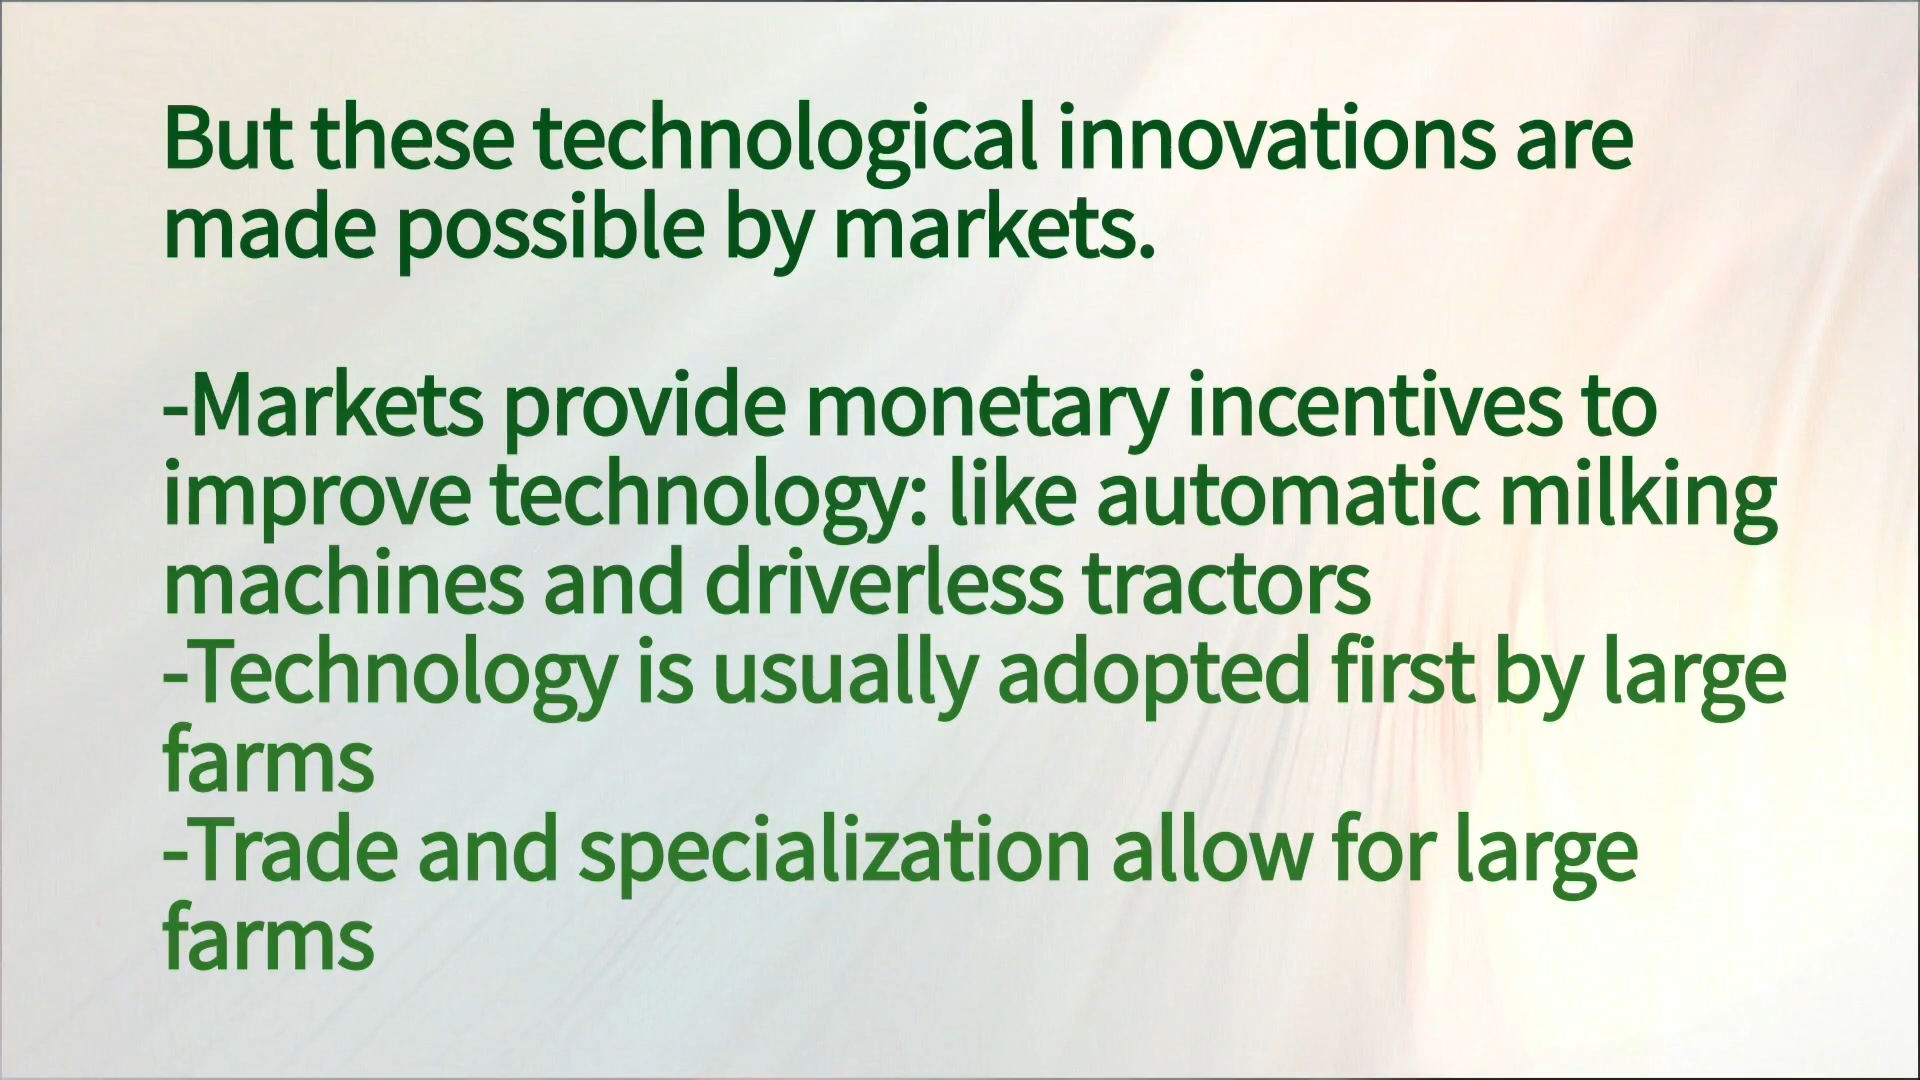 But these technological innovations are
made possible by markets.
-Markets provide monetary incentives to
improve technology: like automatic milking
machines and driverless tractors
-Technology is usually adopted first by large
farms
-Trade and specialization allow for large
farms